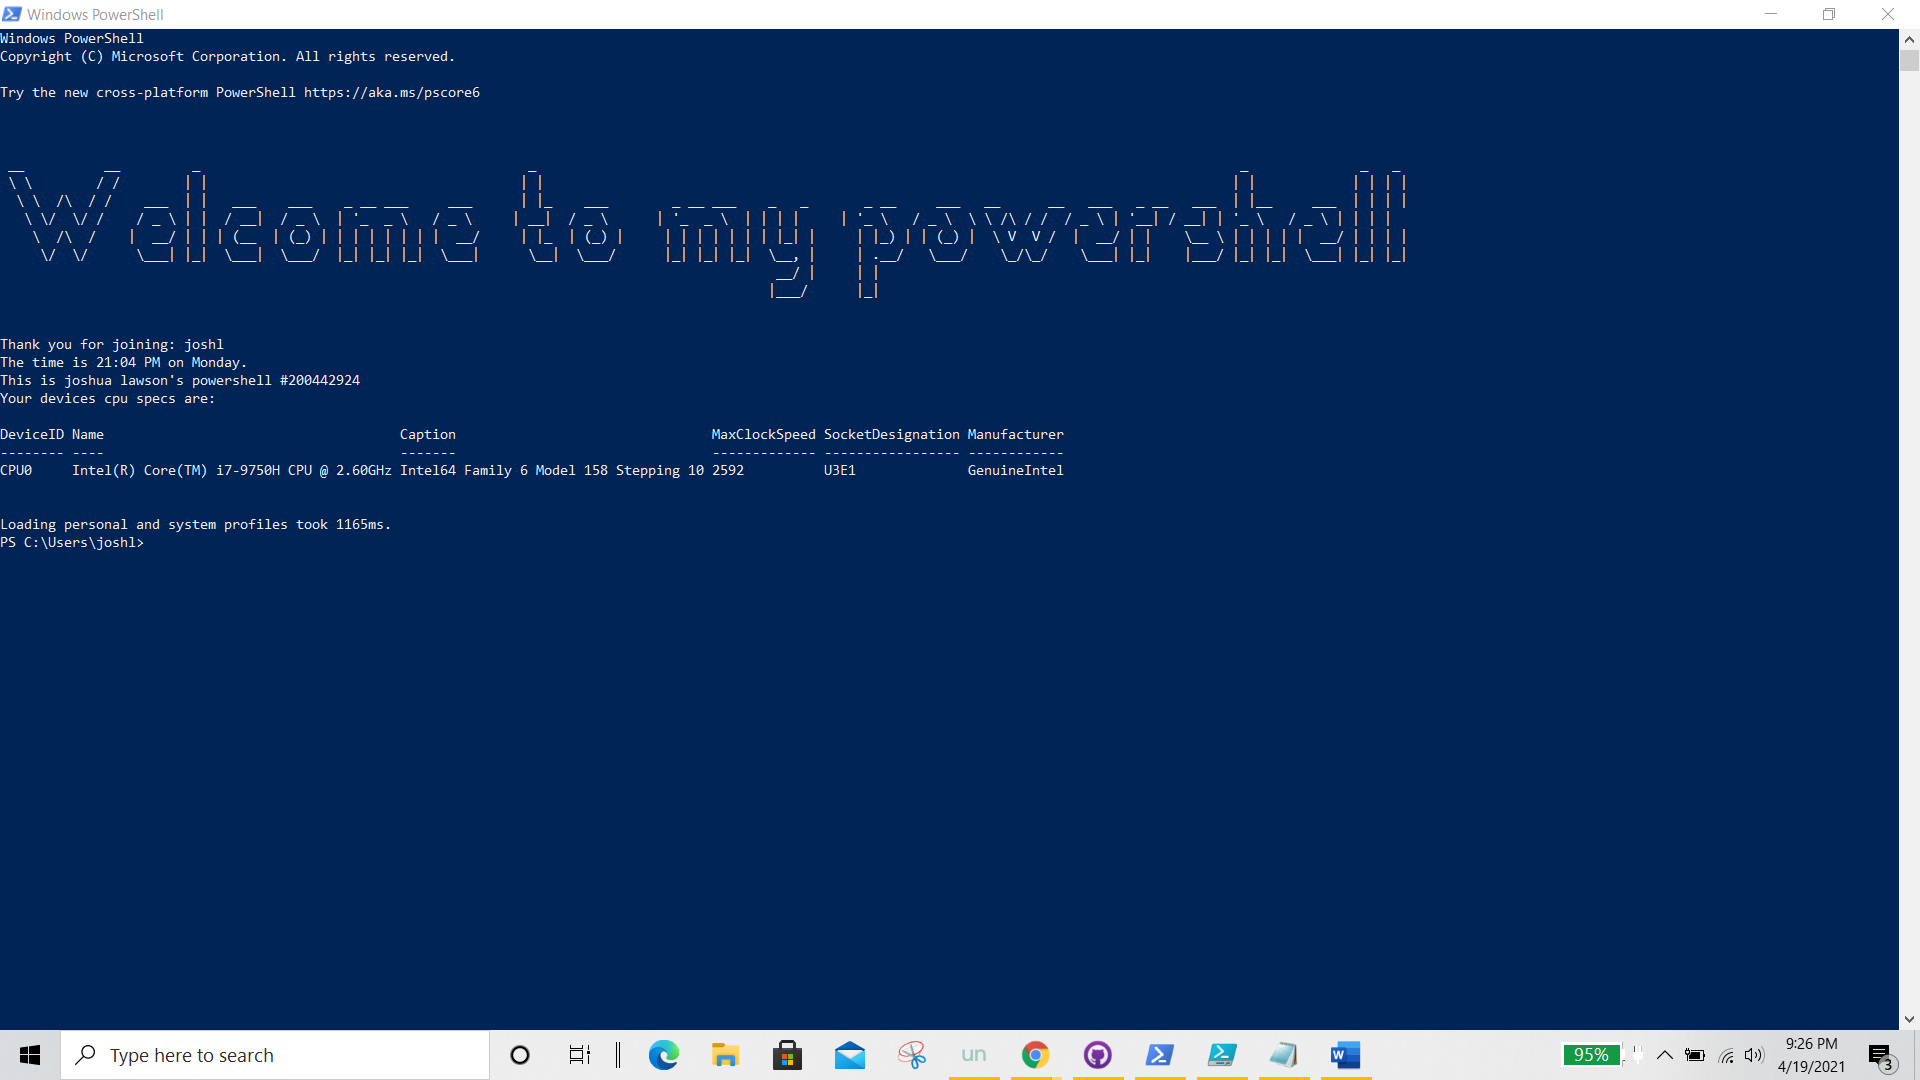 Windows PowerShell
Windows PowerShell
Copyright (C) Microsoft Corporation. All rights reserved.
Try the new cross-platform PowerShell https://aka.ms/pscore6
Welcome to my powershell
Thank you for joining: joshl
The time is 21:04 PM on Monday.
This is joshua lawson's powershell #200442924
Your devices cpu specs are:
DeviceID Name Caption MaxClockSpeed SocketDesignation Manufacturer
-------- ---- ------- ------------- ----------------- ------------
CPU0 Intel(R) Core(TM) i7-9750H CPU @ 2.60GHz Intel64 Family 6 Model 158 Stepping 10 2592 U3E1 GenuineIntel
Loading personal and system profiles took 1165ms.
PS C:\Users\joshl>
Type here to search
un
W
95%
9:26 PM
4/19/2021
3